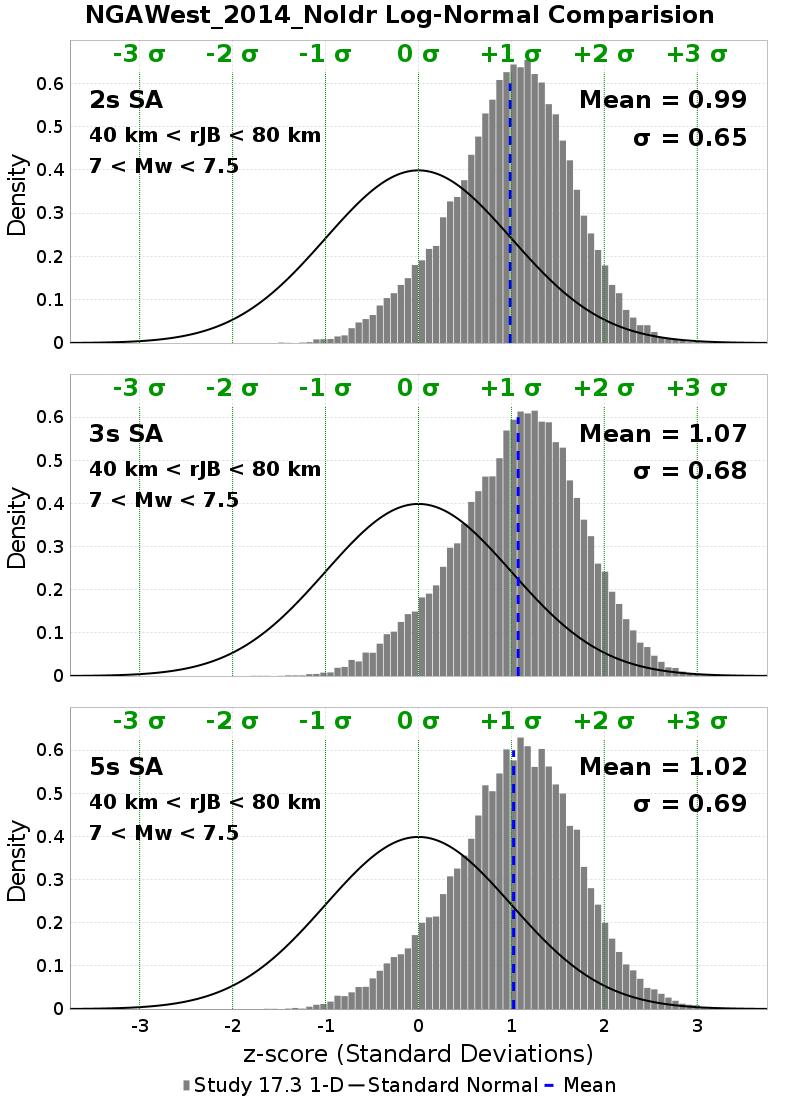 NGAWest_2014_NoIdr Log-Normal Comparision
-3 σ -2 σ -1 σ 0 σ +1 σ +2 σ +3 σ
2s SA Mean = 0.99
40 km < rJB < 80 km σ = 0.65
7 < Mw < 7.5
Density
0.6
0.5
0.4
0.3
0.2
0.1
0
-3 σ -2 σ -1 σ 0 σ +1 σ +2 σ +3 σ
3s SA Mean = 1.07
40 km < rJB < 80 km σ = 0.68
7 < Mw < 7.5
Density
0.6
0.5
0.4
0.3
0.2
0.1
0
-3 σ -2 σ -1 σ 0 σ +1 σ +2 σ +3 σ
5s SA Mean = 1.02
40 km < rJB < 80 km σ = 0.69
7 < Mw < 7.5
Density
0.6
0.5
0.4
0.3
0.2
0.1
0
-3 -2 -1 0 1 2 3
z-score (Standard Deviations)
Study 17.3 1-D Standard Normal Mean